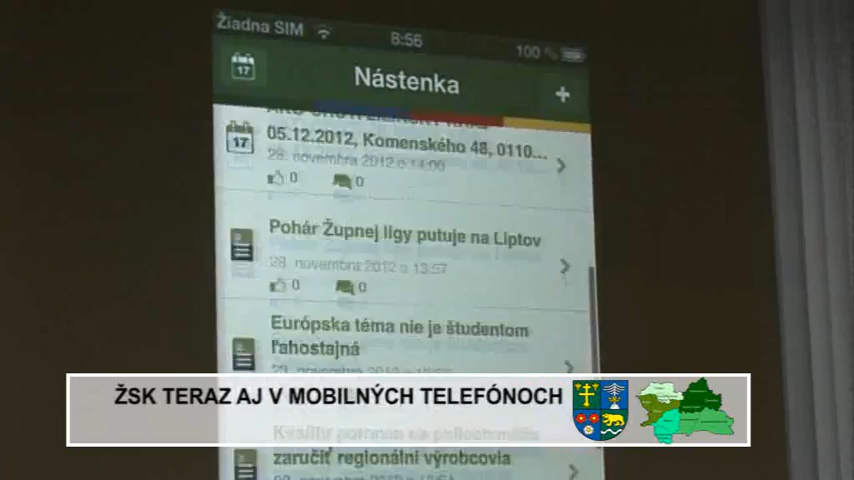 Žiadna SIM
8:56
100 %
17
Nástenka
+
17
05.12.2012, Komenského 48, 0110...
28. novembra 2012 o 14:00
0 0
Pohár Župnej ligy putuje na Liptov
28. novembra 2012 o 13:57
0 0
Európska téma nie je študentom
ľahostajná
ŽSK TERAZ AJ V MOBILNÝCH TELEFÓNOCH
zaručiť regionálni výrobcovia